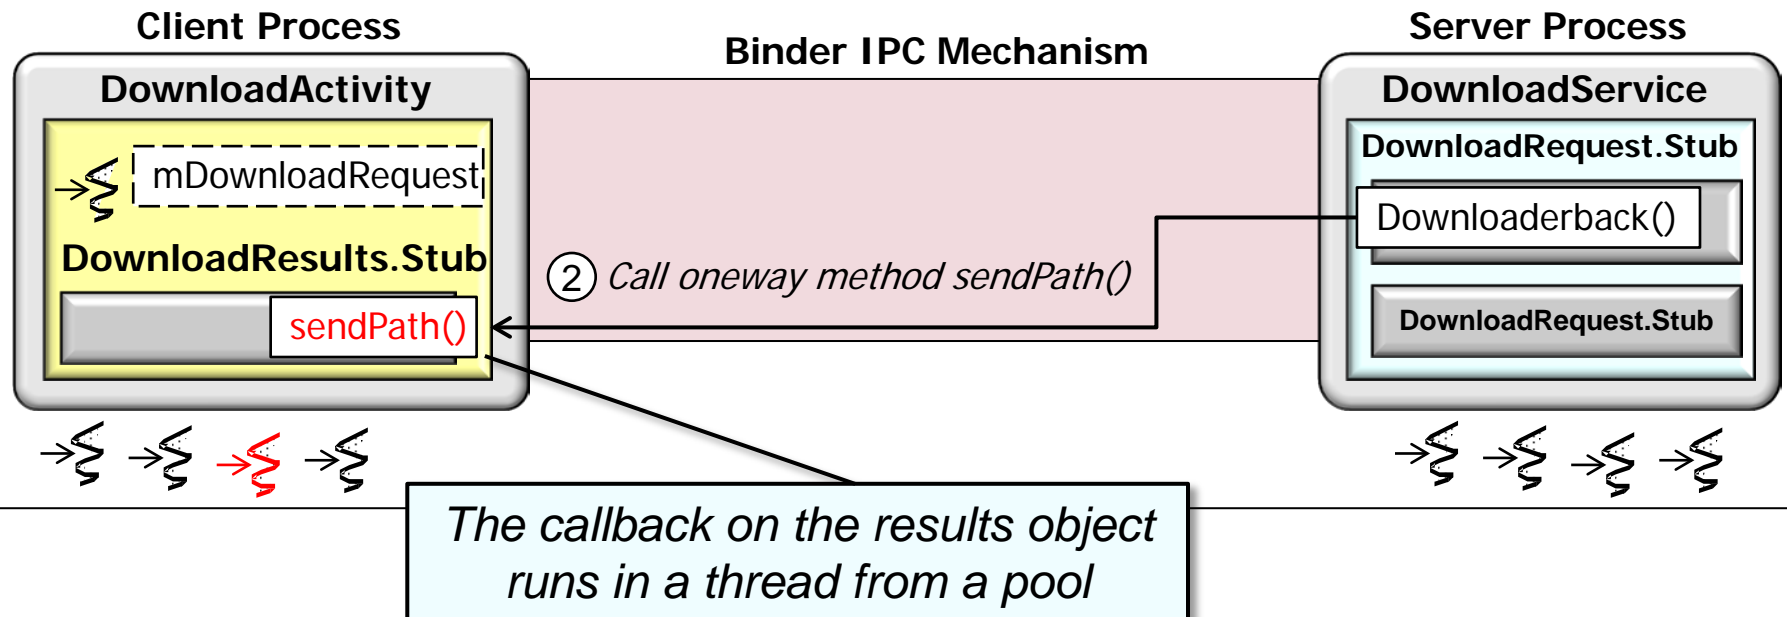 Client Process
Binder IPC Mechanism
Server Process
DownloadActivity
DownloadService
mDownloadRequest
DownloadRequest.Stub
Downloaderback()
DownloadResults.Stub
2 Call oneway method sendPath()
sendPath()
DownloadRequest.Stub
The callback on the results object
runs in a thread from a pool